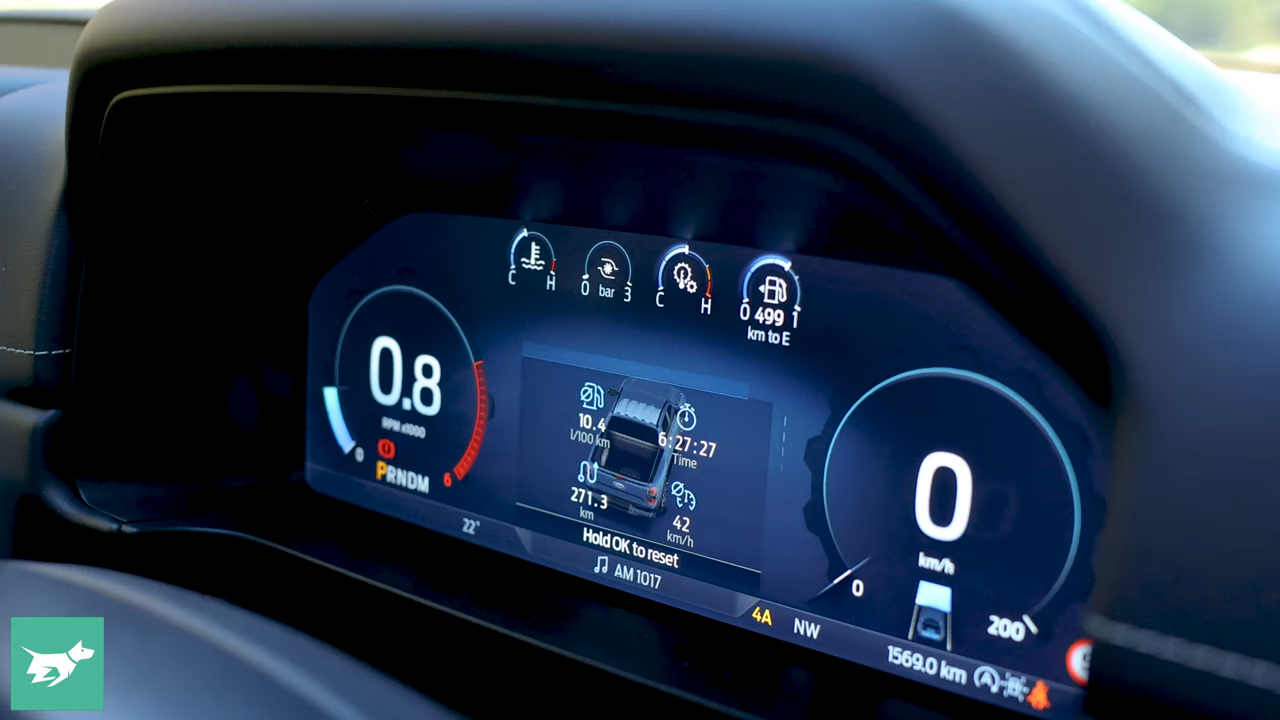 C H
0 bar 3
C H
0 499 1
km to E
0.8
RPM x1000
0
6
PRNDM
10.4
l/100 km
6:27:27
Time
271.3
km
42
km/h
Hold OK to reset
22°
AM 1017
4A NW
0
km/h
0
200
1569.0 km